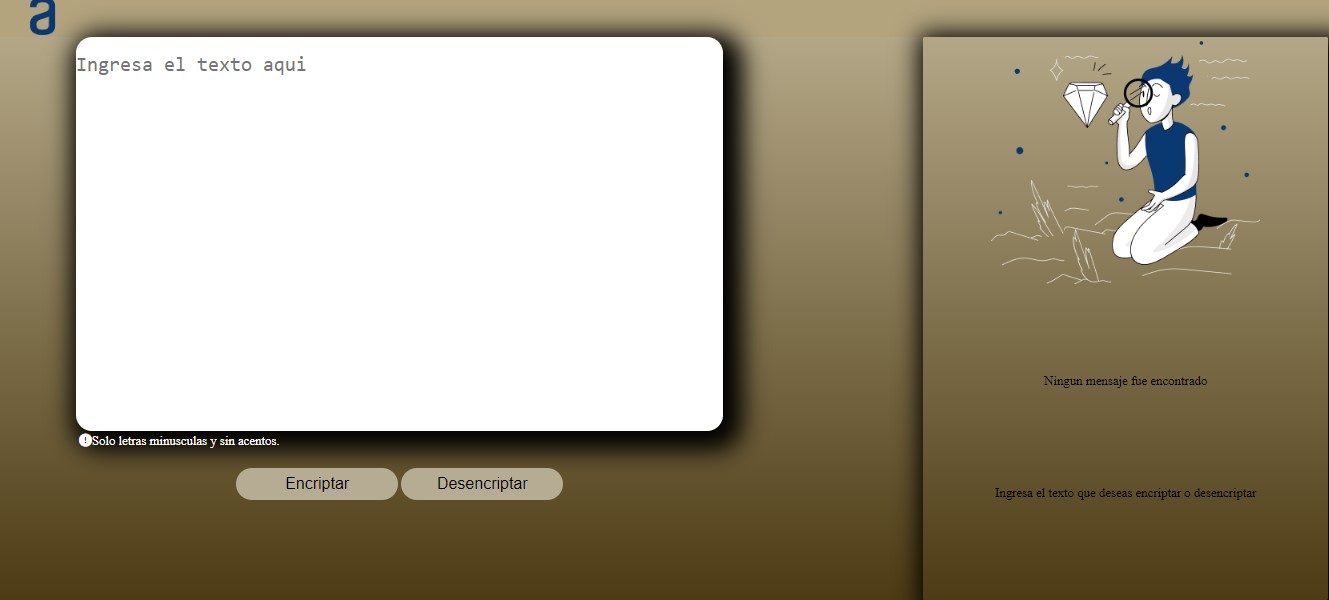 a
Ingresa el texto aqui
!Solo letras minusculas y sin acentos.
Encriptar
Desencriptar
Ningun mensaje fue encontrado
Ingresa el texto que deseas encriptar o desencriptar